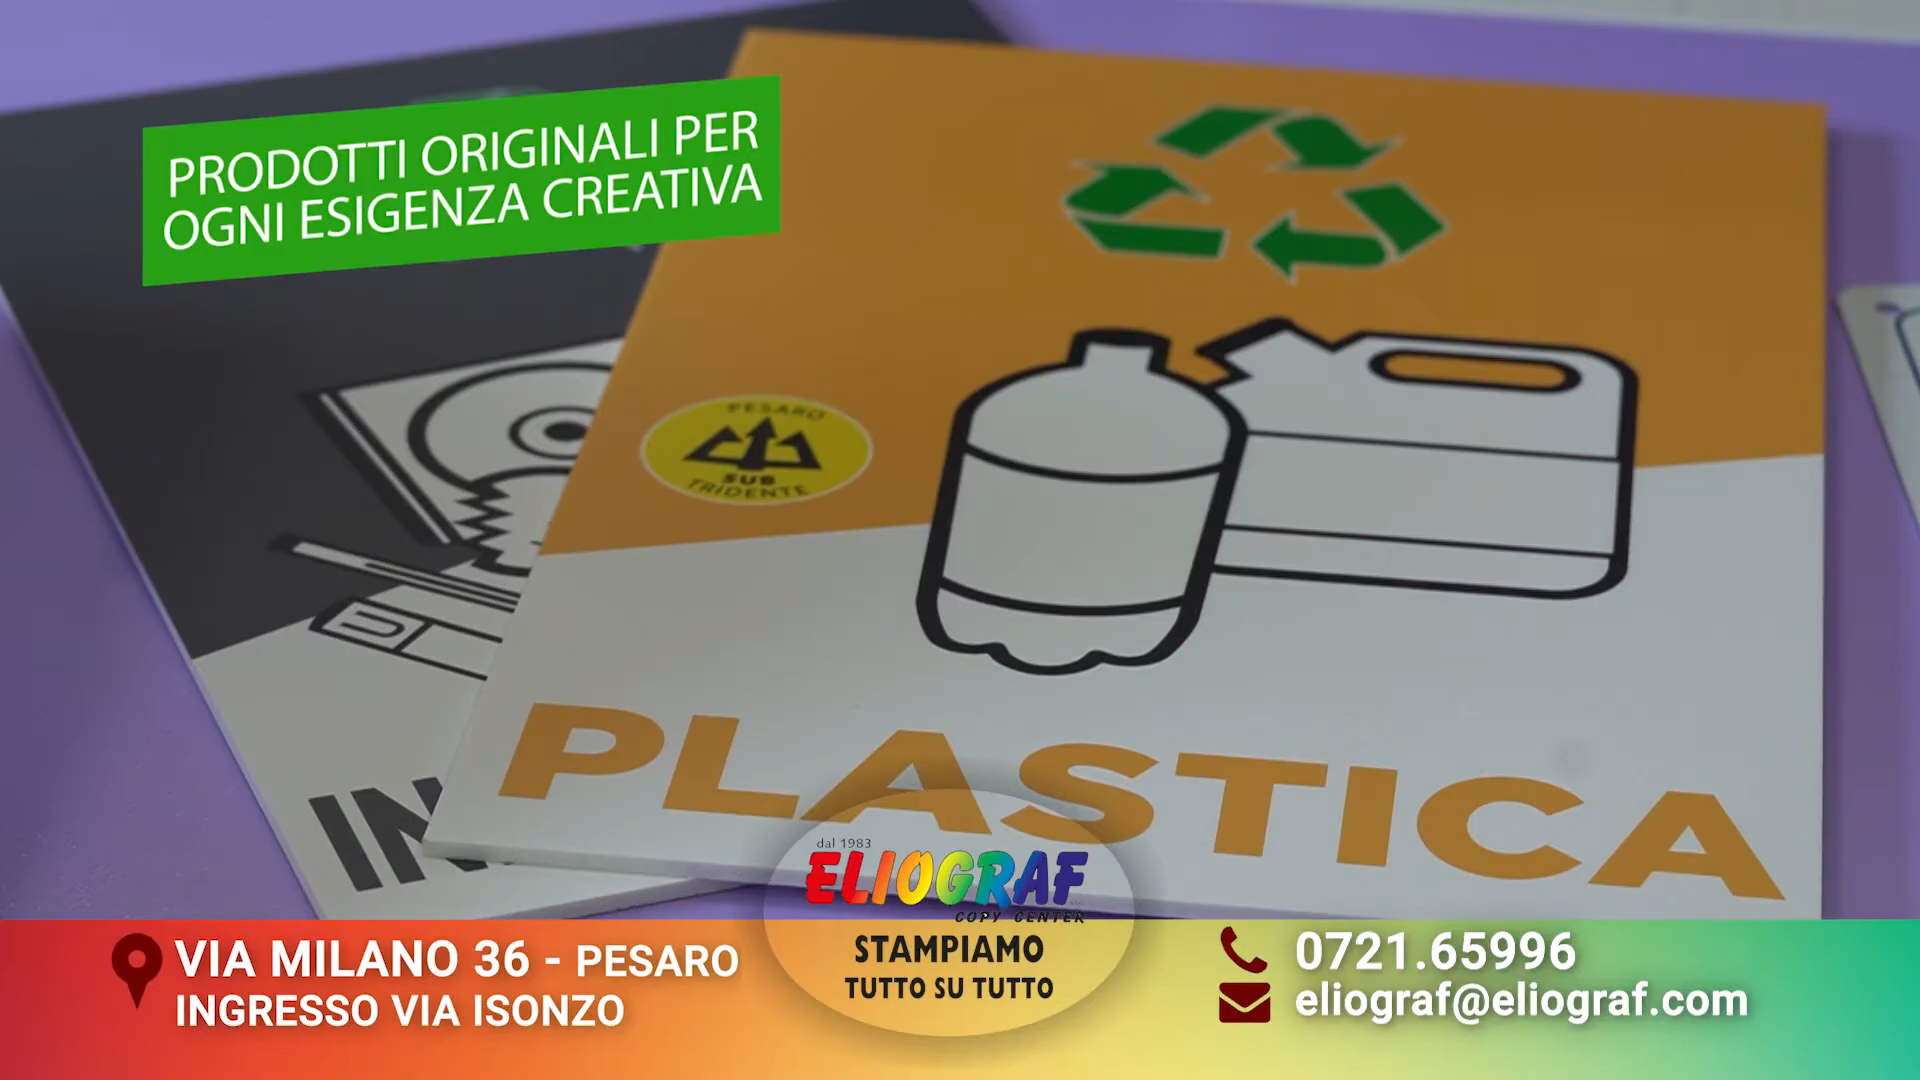 PRODOTTI ORIGINALI PER
OGNI ESIGENZA CREATIVA
PESARO
SUB
TRIDENTE
PLASTICA
IN
dal 1983
ELIOGRAF
COPY CENTER
STAMPIAMO
TUTTO SU TUTTO
VIA MILANO 36 - PESARO
INGRESSO VIA ISONZO
0721.65996
eliograf@eliograf.com